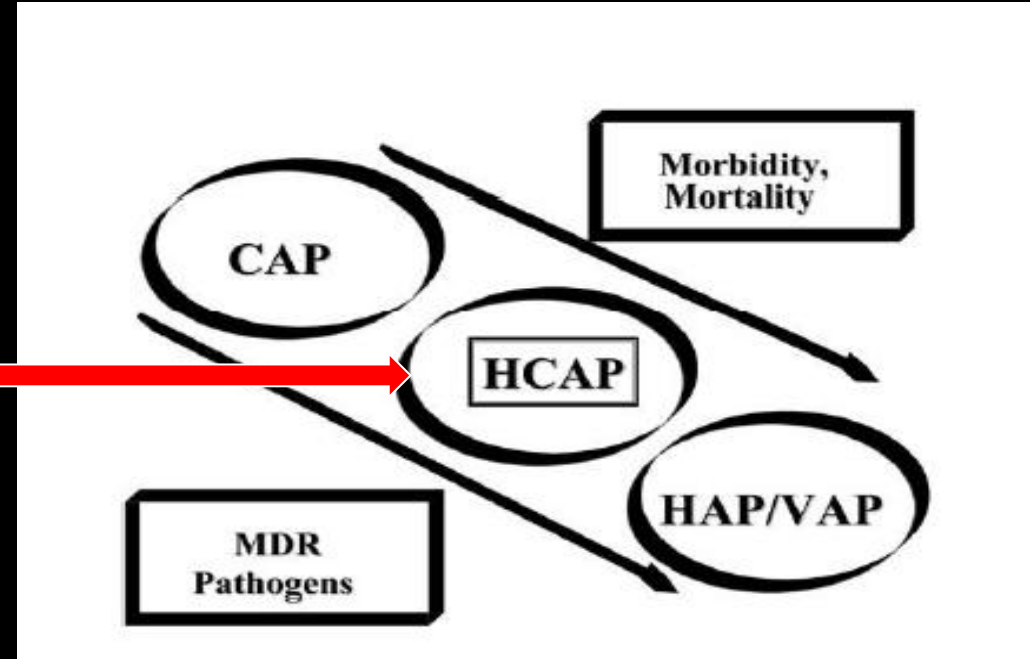 Morbidity,
Mortality
CAP
HCAP
HAP/VAP
MDR
Pathogens